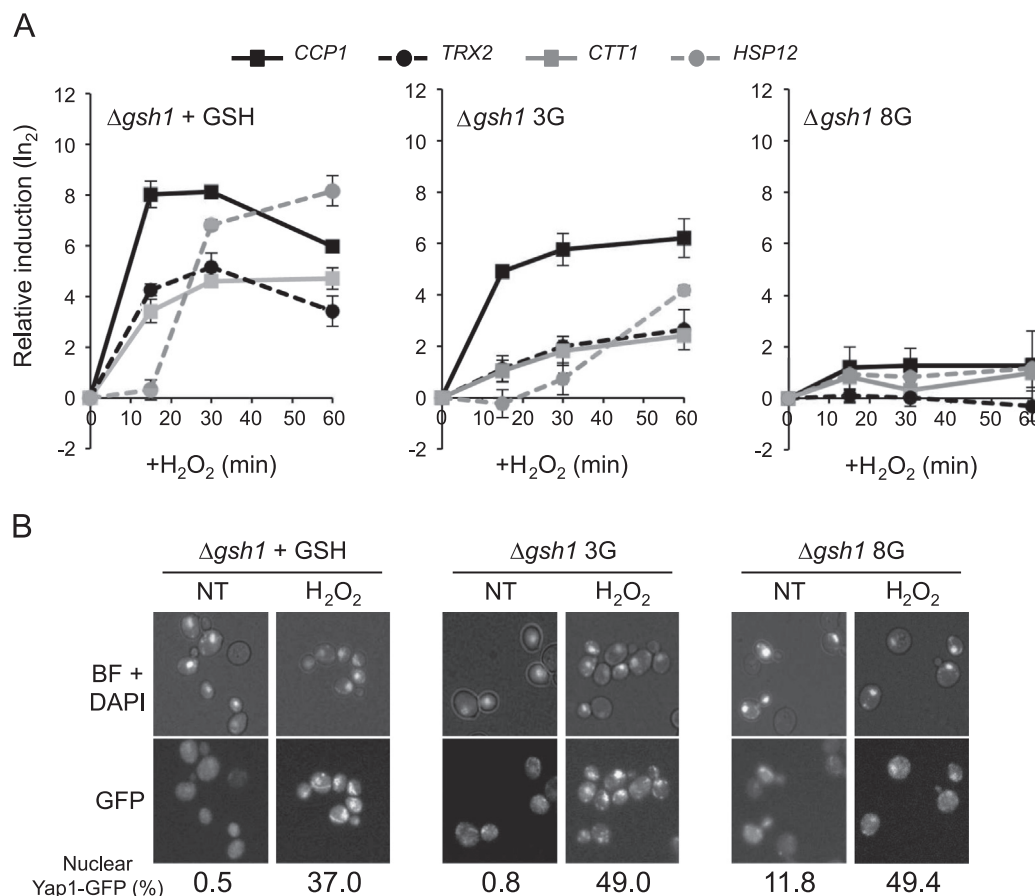 A
CCP1 TRX2 CTT1 HSP12
Relative induction (ln₂)
Δgsh1 + GSH
12
10
8
6
4
2
0
-2
0 10 20 30 40 50 60
+H₂O₂ (min)
Δgsh1 3G
12
10
8
6
4
2
0
-2
0 10 20 30 40 50 60
+H₂O₂ (min)
Δgsh1 8G
12
10
8
6
4
2
0
-2
0 10 20 30 40 50 60
+H₂O₂ (min)
B
Δgsh1 + GSH Δgsh1 3G Δgsh1 8G
NT H₂O₂ NT H₂O₂ NT H₂O₂
BF +
DAPI
GFP
Nuclear
Yap1-GFP (%) 0.5 37.0 0.8 49.0 11.8 49.4